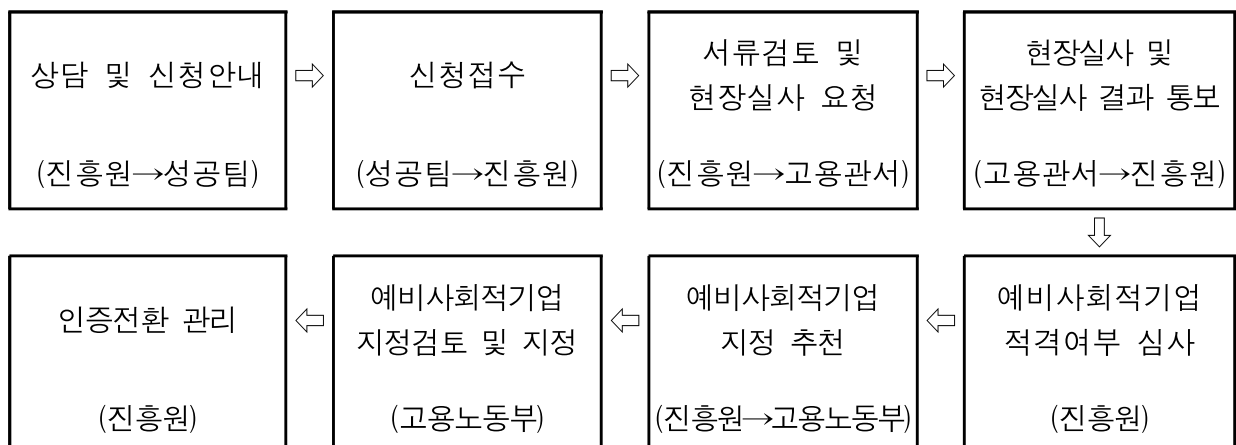 상담 및 신청안내
(진흥원→성공팀)
신청접수
(성공팀→진흥원)
서류검토 및
현장실사 요청
(진흥원→고용관서)
현장실사 및
현장실사 결과 통보
(고용관서→진흥원)
예비사회적기업
적격여부 심사
(진흥원)
예비사회적기업
지정 추천
(진흥원→고용노동부)
예비사회적기업
지정검토 및 지정
(고용노동부)
인증전환 관리
(진흥원)